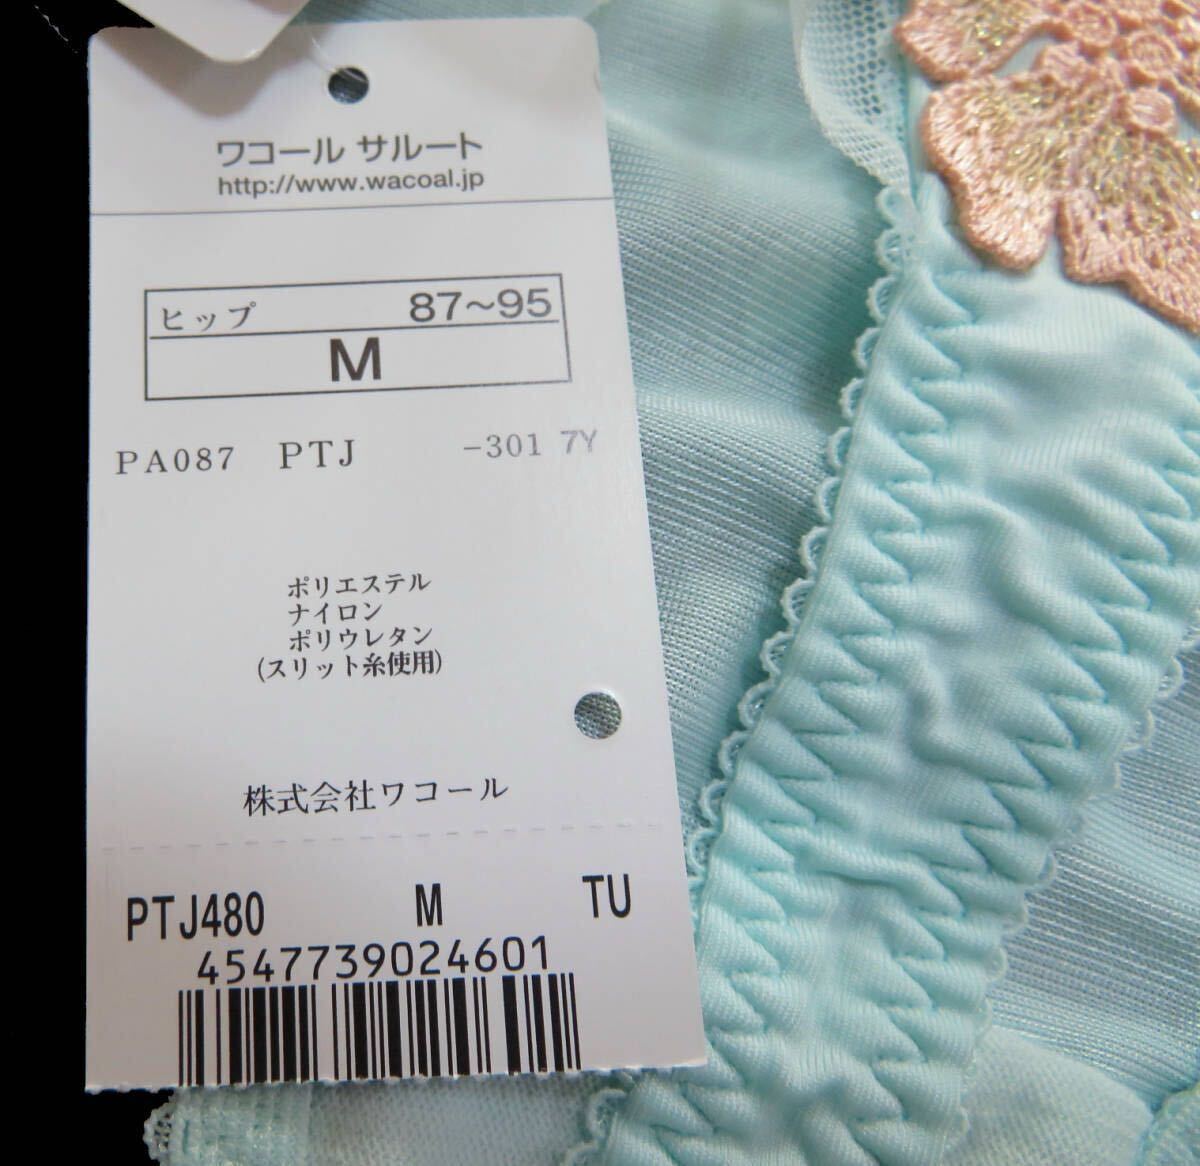 ワコール サルート
http://www.wacoal.jp
ヒップ 87～95
M
PA087 PTJ -301 7Y
ポリエステル
ナイロン
ポリウレタン
(スリット糸使用)
株式会社ワコール
PTJ480 M TU
4547739024601